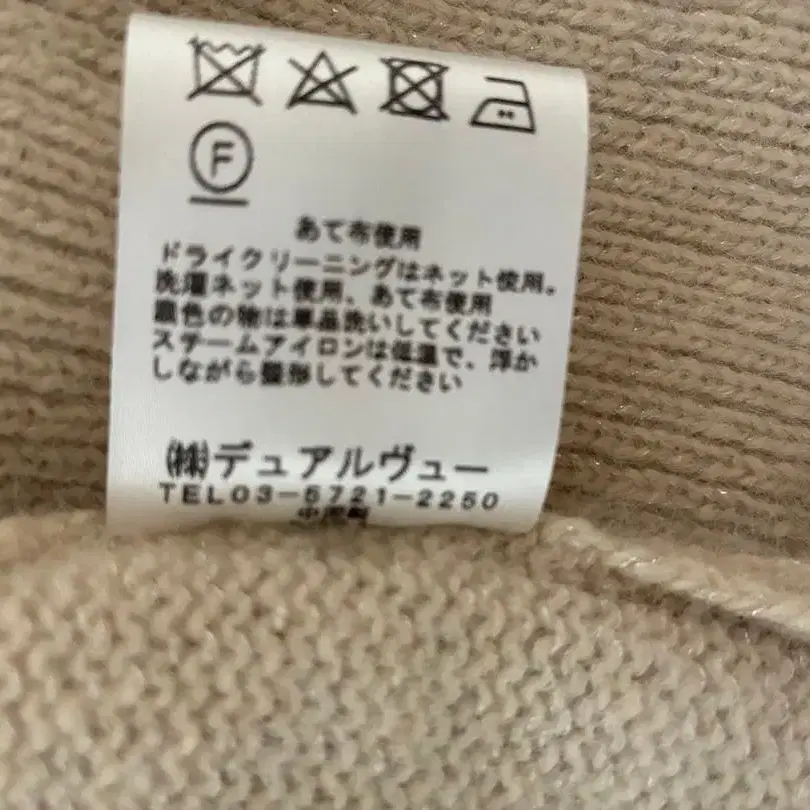 F
あて布使用
ドライクリーニングはネット使用。
洗濯ネット使用、あて布使用
濃色の物は単品洗いしてください
スチームアイロンは低温で、浮か
しながら整形してください
㈱デュアルヴュー
TEL03-5721-2250
中国製